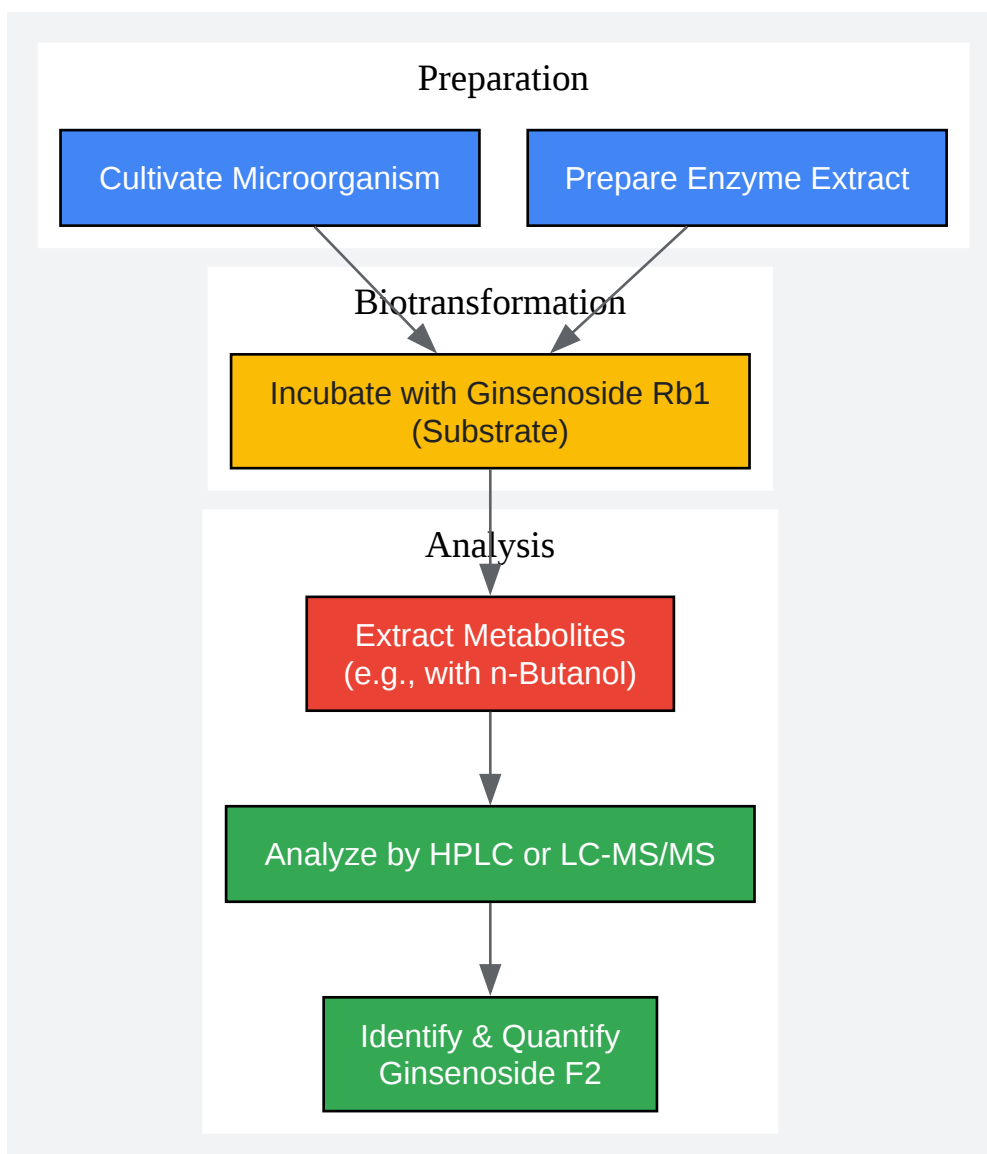 Preparation
Cultivate Microorganism
Prepare Enzyme Extract
Biotransformation
Incubate with Ginsenoside Rb1
(Substrate)
Analysis
Extract Metabolites
(e.g., with n-Butanol)
Analyze by HPLC or LC-MS/MS
Identify & Quantify
Ginsenoside F2